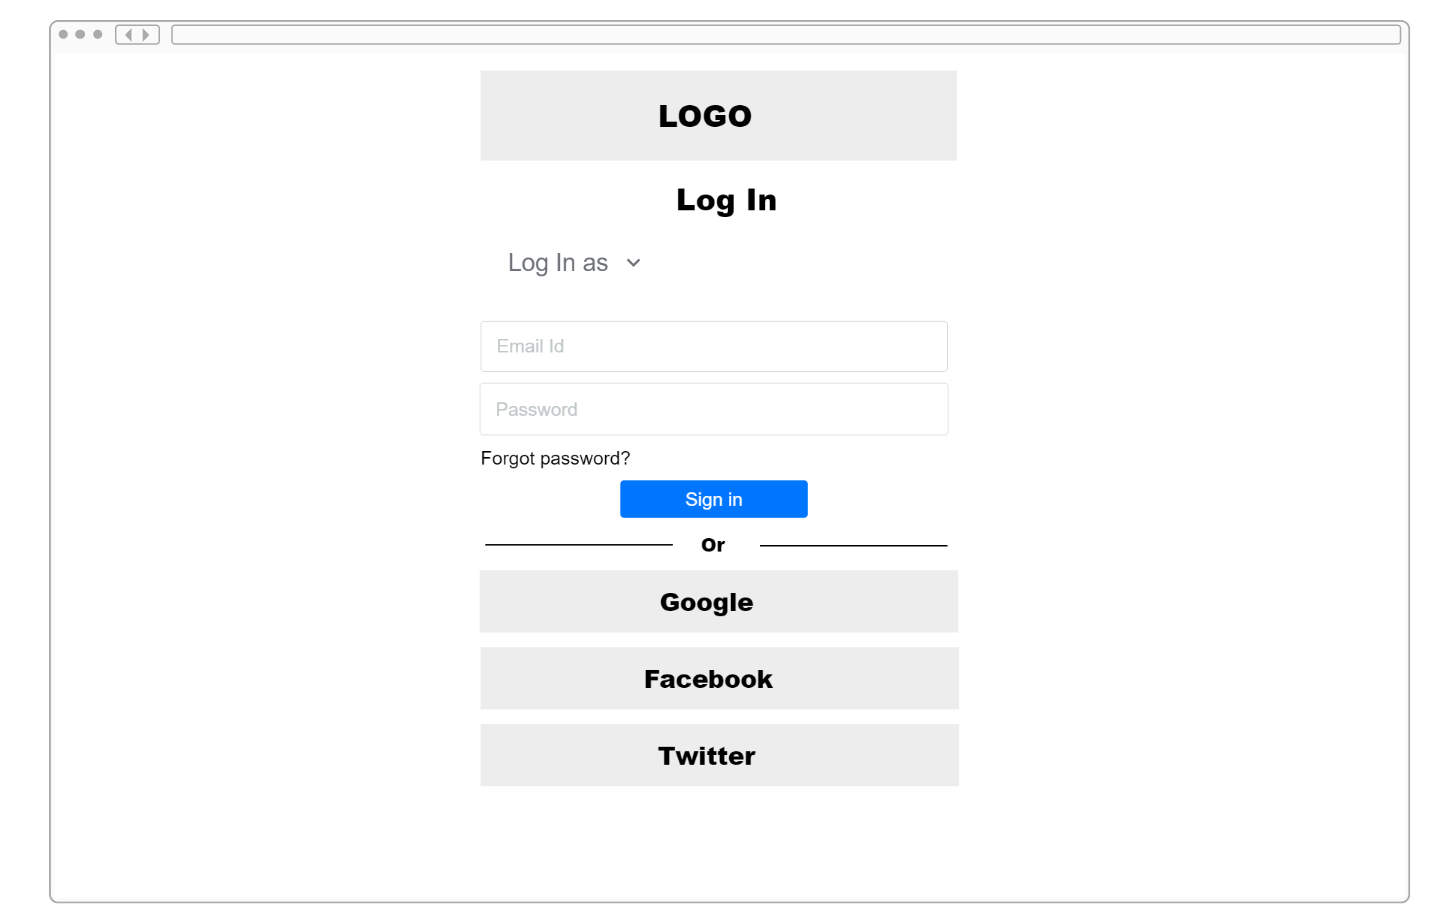 LOGO
Log In
Log In as
Email Id
Password
Forgot password?
Sign in
Or
Google
Facebook
Twitter